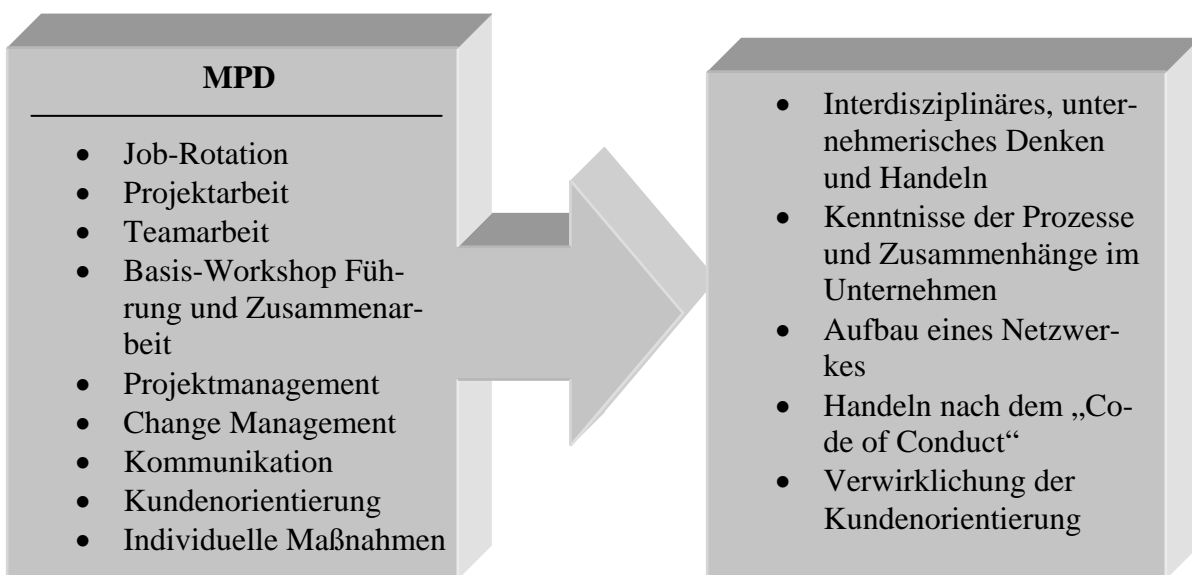 MPD
• Job-Rotation
• Projektarbeit
• Teamarbeit
• Basis-Workshop Füh-
rung und Zusammenar-
beit
• Projektmanagement
• Change Management
• Kommunikation
• Kundenorientierung
• Individuelle Maßnahmen
• Interdisziplinäres, unter-
nehmerisches Denken
und Handeln
• Kenntnisse der Prozesse
und Zusammenhänge im
Unternehmen
• Aufbau eines Netzwer-
kes
• Handeln nach dem „Co-
de of Conduct“
• Verwirklichung der
Kundenorientierung